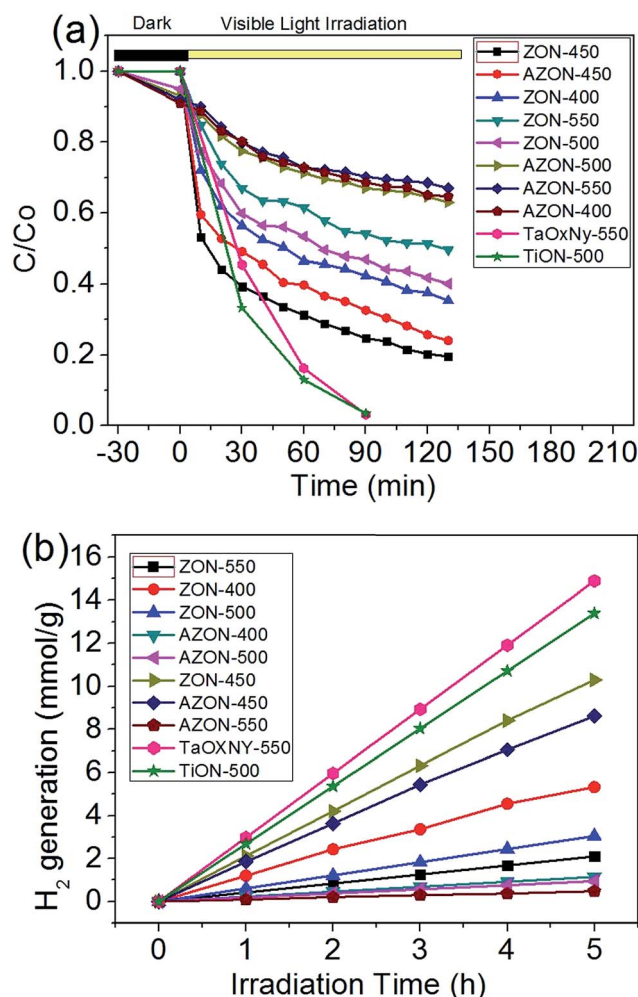 (a)
Dark Visible Light Irradiation
1.0
0.8
0.6
0.4
0.2
0.0
C/Co
ZON-450
AZON-450
ZON-400
ZON-550
ZON-500
AZON-500
AZON-550
AZON-400
TaOxNy-550
TiON-500
-30 0 30 60 90 120 150 180 210
Time (min)
(b)
16
14
12
10
8
6
4
2
0
H2 generation (mmol/g)
ZON-550
ZON-400
ZON-500
AZON-400
AZON-500
ZON-450
AZON-450
AZON-550
TaOXNY-550
TiON-500
0 1 2 3 4 5
Irradiation Time (h)